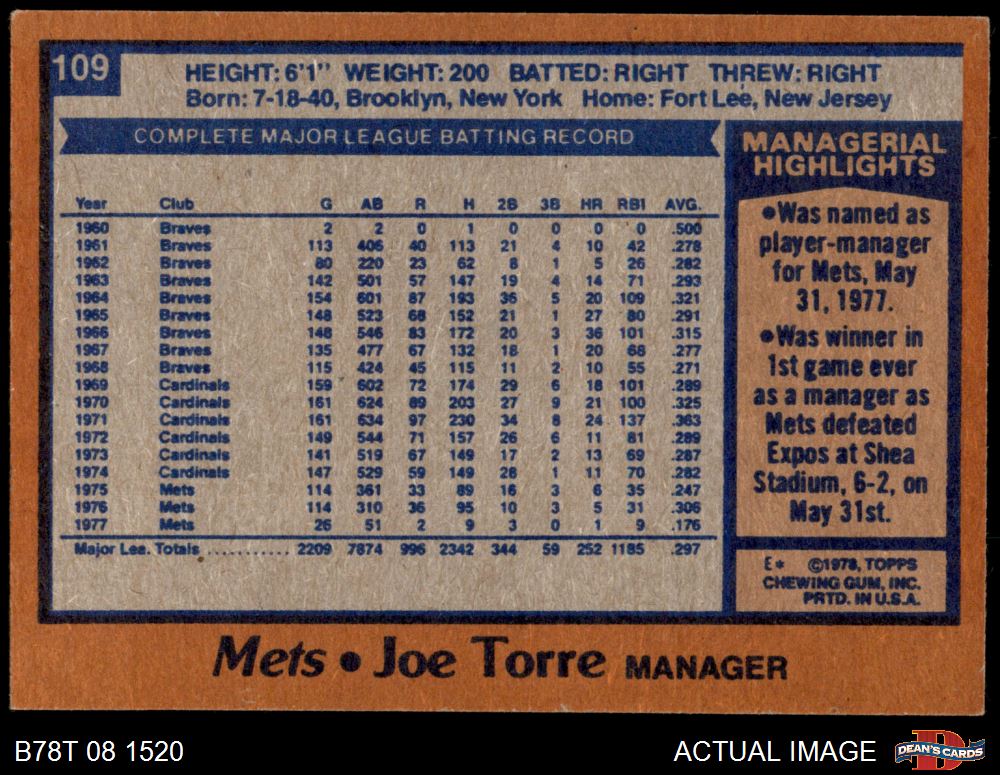 109
HEIGHT: 6'1" WEIGHT: 200 BATTED: RIGHT THREW: RIGHT
Born: 7-18-40, Brooklyn, New York Home: Fort Lee, New Jersey
COMPLETE MAJOR LEAGUE BATTING RECORD
Year Club G AB R H 2B 3B HR RBI AVG.
1960 Braves 2 2 0 1 0 0 0 0 .500
1961 Braves 113 406 40 113 21 4 10 42 .278
1962 Braves 80 220 23 62 8 1 5 26 .282
1963 Braves 142 501 57 147 19 4 14 71 .293
1964 Braves 154 601 87 193 36 5 20 109 .321
1965 Braves 148 523 68 152 21 1 27 80 .291
1966 Braves 148 546 83 172 20 3 36 101 .315
1967 Braves 135 477 67 132 18 1 20 68 .277
1968 Braves 115 424 45 115 11 2 10 55 .271
1969 Cardinals 159 602 72 174 29 6 18 101 .289
1970 Cardinals 161 624 89 203 27 9 21 100 .325
1971 Cardinals 161 634 97 230 34 8 24 137 .363
1972 Cardinals 149 544 71 157 26 6 11 81 .289
1973 Cardinals 141 519 67 149 17 2 13 69 .287
1974 Cardinals 147 529 59 149 28 1 11 70 .282
1975 Mets 114 361 33 89 16 3 6 35 .247
1976 Mets 114 310 36 95 10 3 5 31 .306
1977 Mets 26 51 2 9 3 0 1 9 .176
Major Lea. Totals ........... 2209 7874 996 2342 344 59 252 1185 .297
MANAGERIAL
HIGHLIGHTS
•Was named as
player-manager
for Mets, May
31, 1977.
•Was winner in
1st game ever
as a manager as
Mets defeated
Expos at Shea
Stadium, 6-2, on
May 31st.
E* ©1978, TOPPS
CHEWING GUM, INC.
PRTD. IN U.S.A.
Mets • Joe Torre MANAGER
B78T 08 1520
ACTUAL IMAGE
D
DEAN'S CARDS